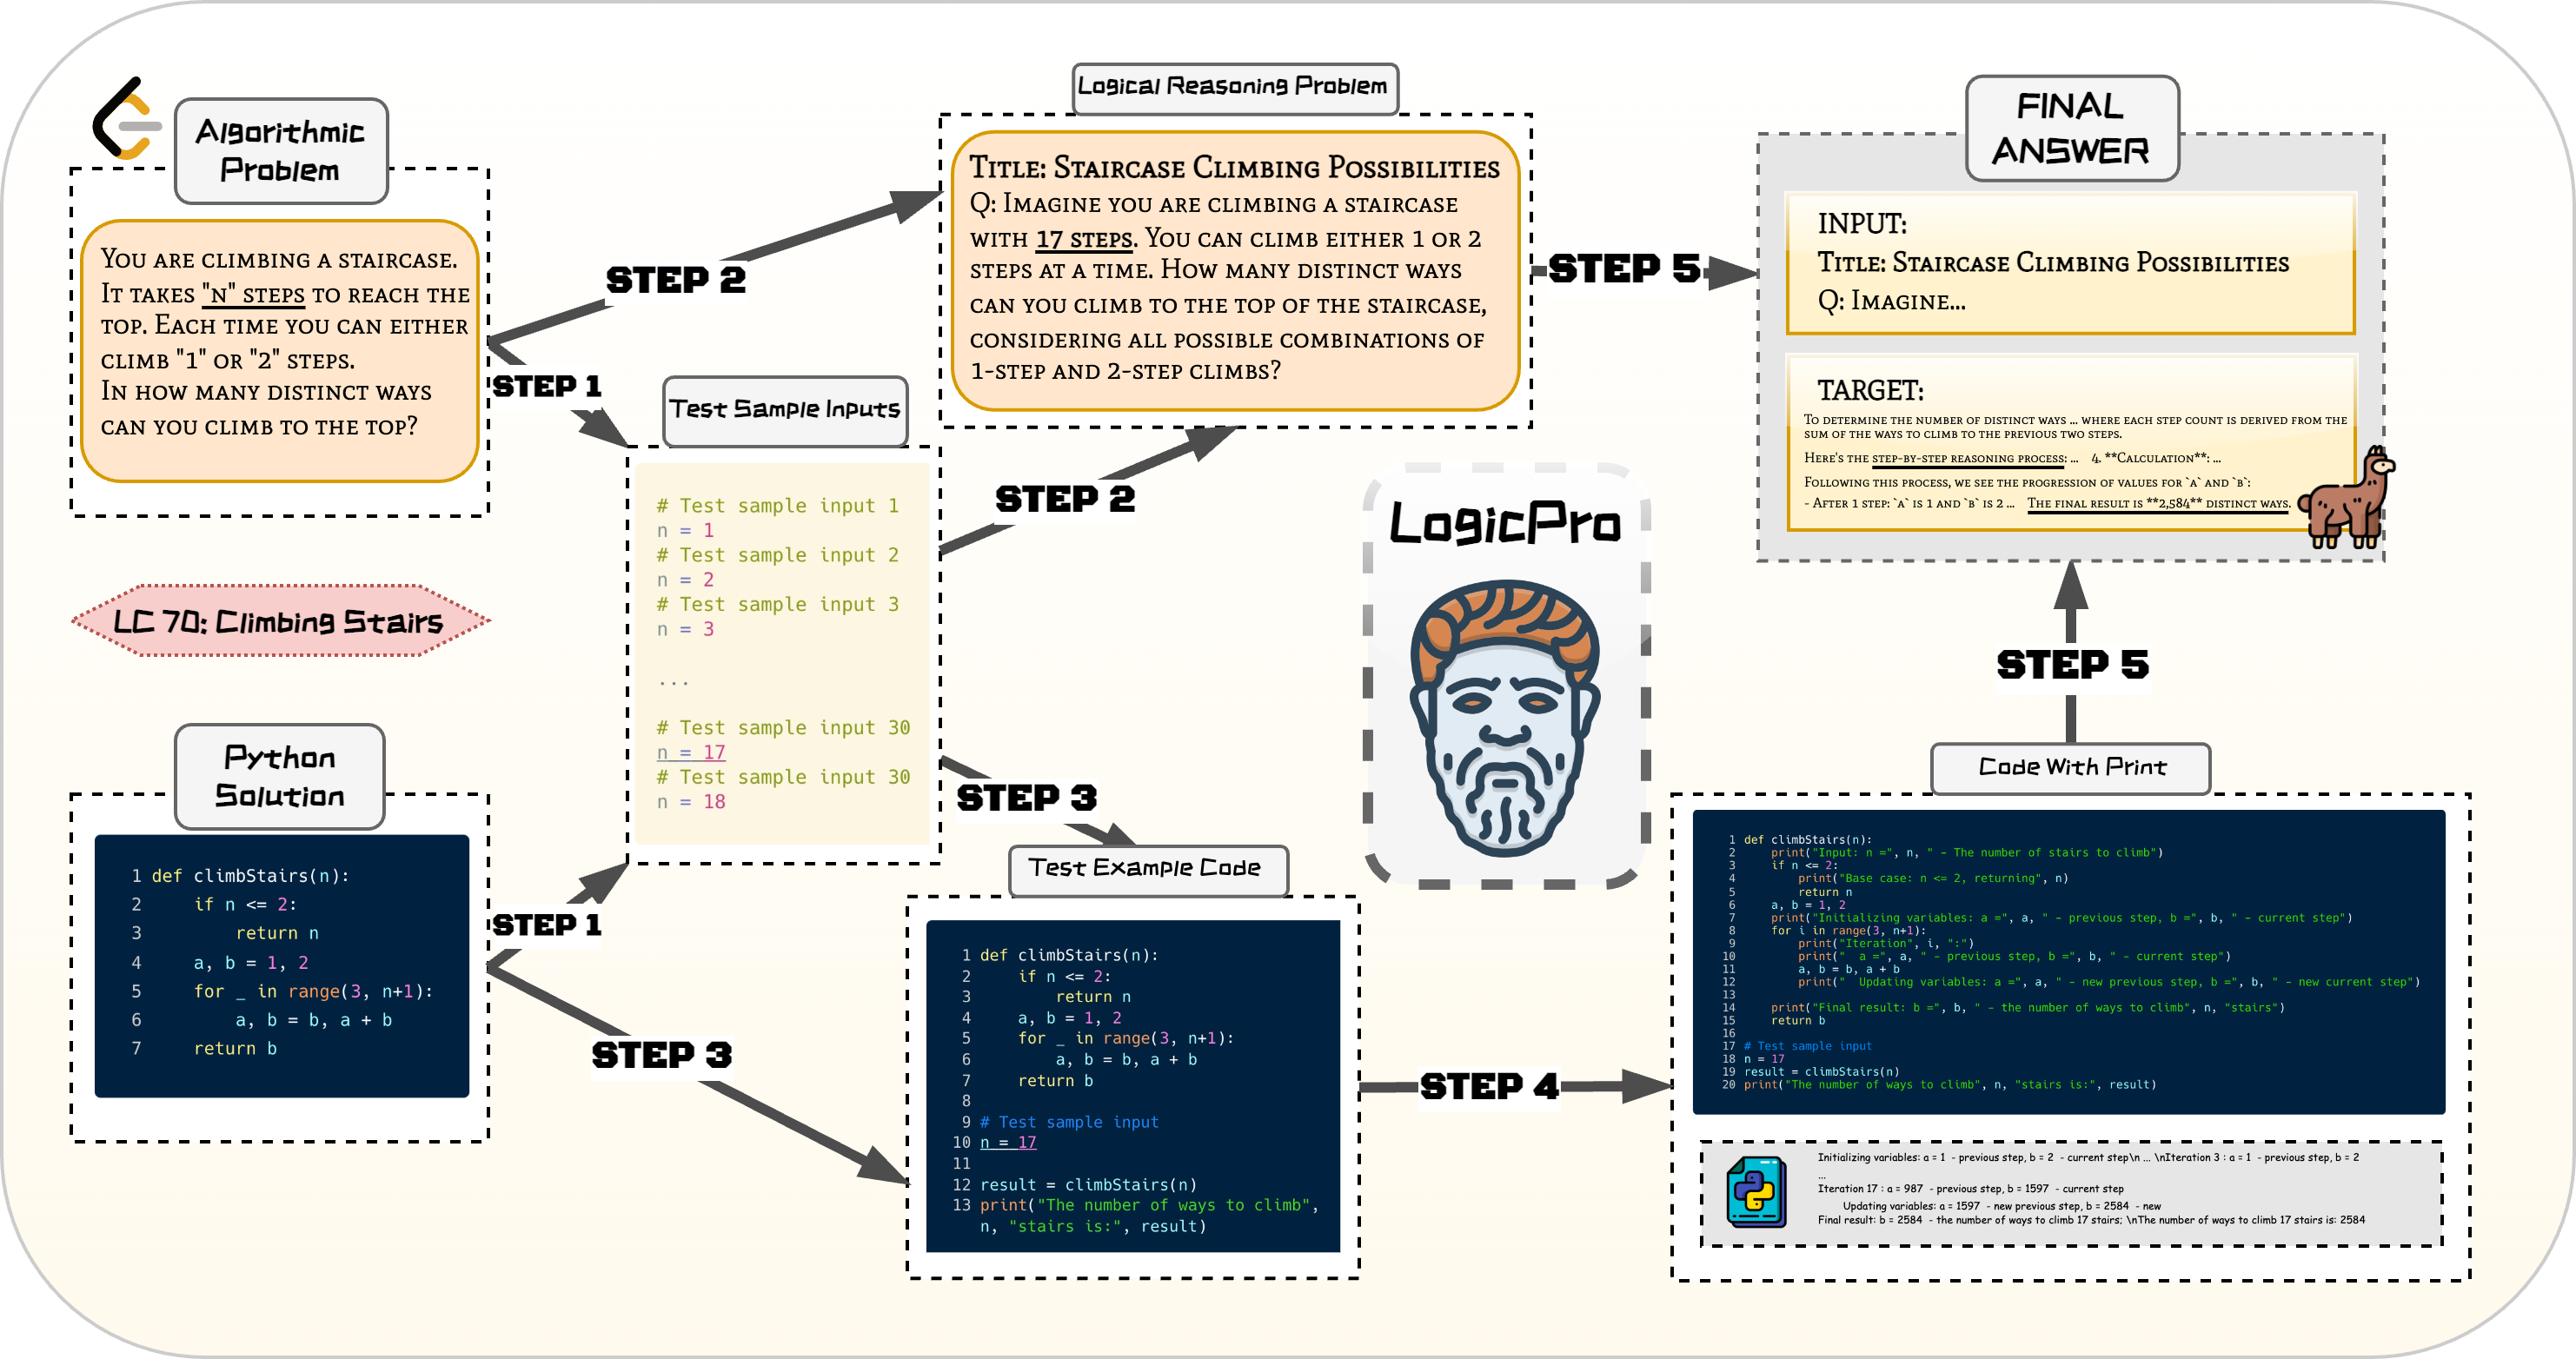 Algorithmic
Problem
You are climbing a staircase.
It takes "n" steps to reach the
top. Each time you can either
climb "1" or "2" steps.
In how many distinct ways
can you climb to the top?
LC 70: Climbing Stairs
Python
Solution
1 def climbStairs(n):
2     if n <= 2:
3         return n
4     a, b = 1, 2
5     for _ in range(3, n+1):
6         a, b = b, a + b
7     return b
STEP 1
STEP 1
STEP 2
STEP 3
Test Sample Inputs
# Test sample input 1
n = 1
# Test sample input 2
n = 2
# Test sample input 3
n = 3
...
# Test sample input 30
n = 17
# Test sample input 30
n = 18
STEP 2
STEP 3
Logical Reasoning Problem
Title: Staircase Climbing Possibilities
Q: Imagine you are climbing a staircase
with 17 steps. You can climb either 1 or 2
steps at a time. How many distinct ways
can you climb to the top of the staircase,
considering all possible combinations of
1-step and 2-step climbs?
Test Example Code
1 def climbStairs(n):
2     if n <= 2:
3         return n
4     a, b = 1, 2
5     for _ in range(3, n+1):
6         a, b = b, a + b
7     return b
8
9 # Test sample input
10 n = 17
11
12 result = climbStairs(n)
13 print("The number of ways to climb",
n, "stairs is:", result)
LogicPro
STEP 5
STEP 4
FINAL
ANSWER
INPUT:
Title: Staircase Climbing Possibilities
Q: Imagine...
TARGET:
To determine the number of distinct ways ... where each step count is derived from the
sum of the ways to climb to the previous two steps.
Here's the step-by-step reasoning process: ... 4. **Calculation**: ...
Following this process, we see the progression of values for `a` and `b`:
- After 1 step: `a` is 1 and `b` is 2 ... The final result is **2,584** distinct ways.
STEP 5
Code With Print
1 def climbStairs(n):
2     print("Input: n =", n, " - The number of stairs to climb")
3     if n <= 2:
4         print("Base case: n <= 2, returning", n)
5         return n
6     a, b = 1, 2
7     print("Initializing variables: a =", a, " - previous step, b =", b, " - current step")
8     for i in range(3, n+1):
9         print("Iteration", i, ":")
10         print("  a =", a, " - previous step, b =", b, " - current step")
11         a, b = b, a + b
12         print("  Updating variables: a =", a, " - new previous step, b =", b, " - new current step")
13
14     print("Final result: b =", b, " - the number of ways to climb", n, "stairs")
15     return b
16
17 # Test sample input
18 n = 17
19 result = climbStairs(n)
20 print("The number of ways to climb", n, "stairs is:", result)
Initializing variables: a = 1 - previous step, b = 2 - current step\n ... \nIteration 3 : a = 1 - previous step, b = 2
...
Iteration 17 : a = 987 - previous step, b = 1597 - current step
Updating variables: a = 1597 - new previous step, b = 2584 - new
Final result: b = 2584 - the number of ways to climb 17 stairs; \nThe number of ways to climb 17 stairs is: 2584